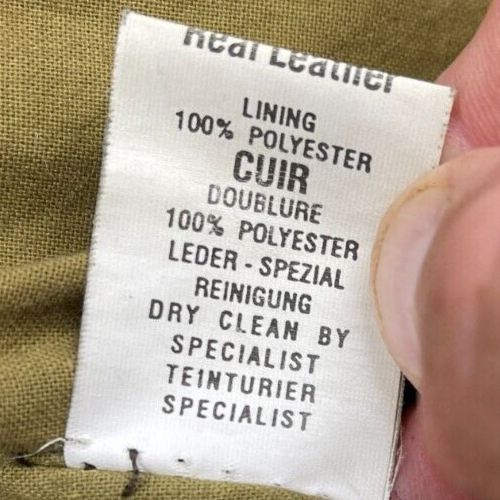 Real Leather
LINING
100% POLYESTER
CUIR
DOUBLURE
100% POLYESTER
LEDER - SPEZIAL
REINIGUNG
DRY CLEAN BY
SPECIALIST
TEINTURIER
SPECIALIST